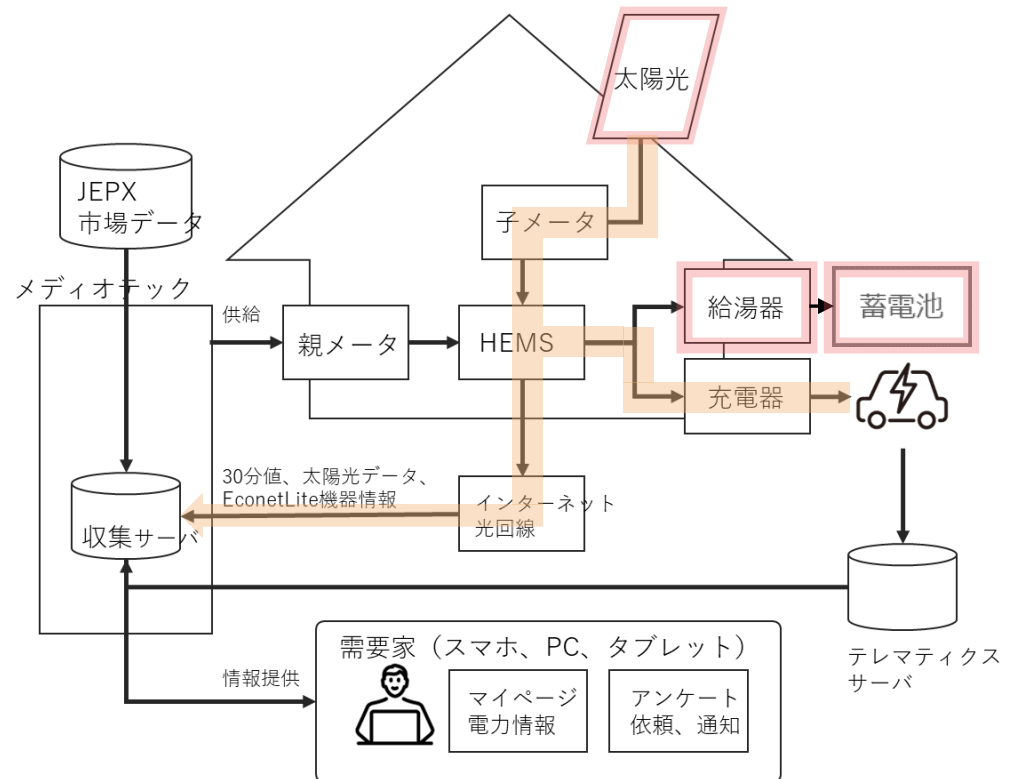 太陽光
JEPX
市場データ
子メータ
メディオテック
供給
親メータ
HEMS
給湯器
蓄電池
充電器
30分値、太陽光データ、
EconetLite機器情報
インターネット
光回線
収集サーバ
需要家（スマホ、PC、タブレット）
テレマティクス
サーバ
情報提供
マイページ
電力情報
アンケート
依頼、通知